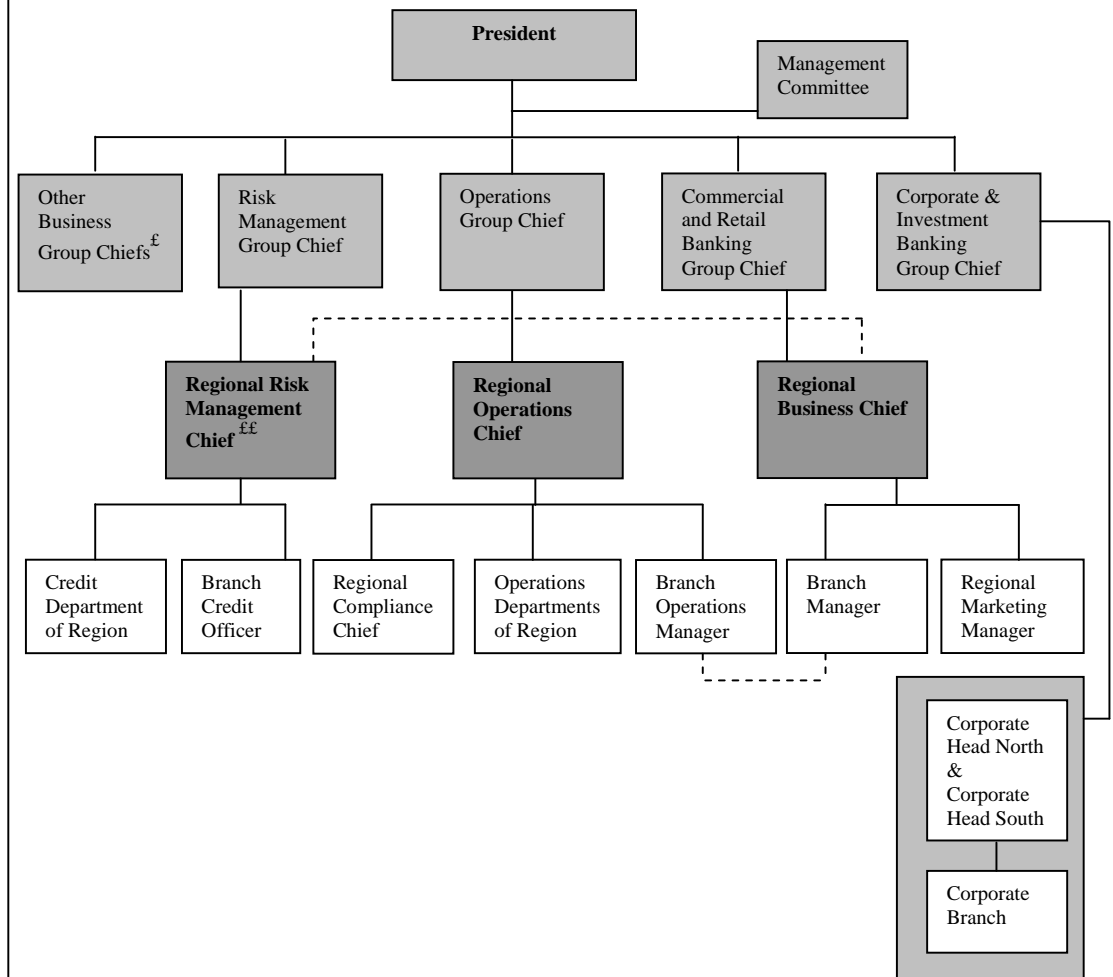 President
Management
Committee
Other
Business
Group Chiefs£
Risk
Management
Group Chief
Operations
Group Chief
Commercial
and Retail
Banking
Group Chief
Corporate &
Investment
Banking
Group Chief
Regional Risk
Management
Chief ££
Regional
Operations
Chief
Regional
Business Chief
Credit
Department
of Region
Branch
Credit
Officer
Regional
Compliance
Chief
Operations
Departments
of Region
Branch
Operations
Manager
Branch
Manager
Regional
Marketing
Manager
Corporate
Head North
&
Corporate
Head South
Corporate
Branch